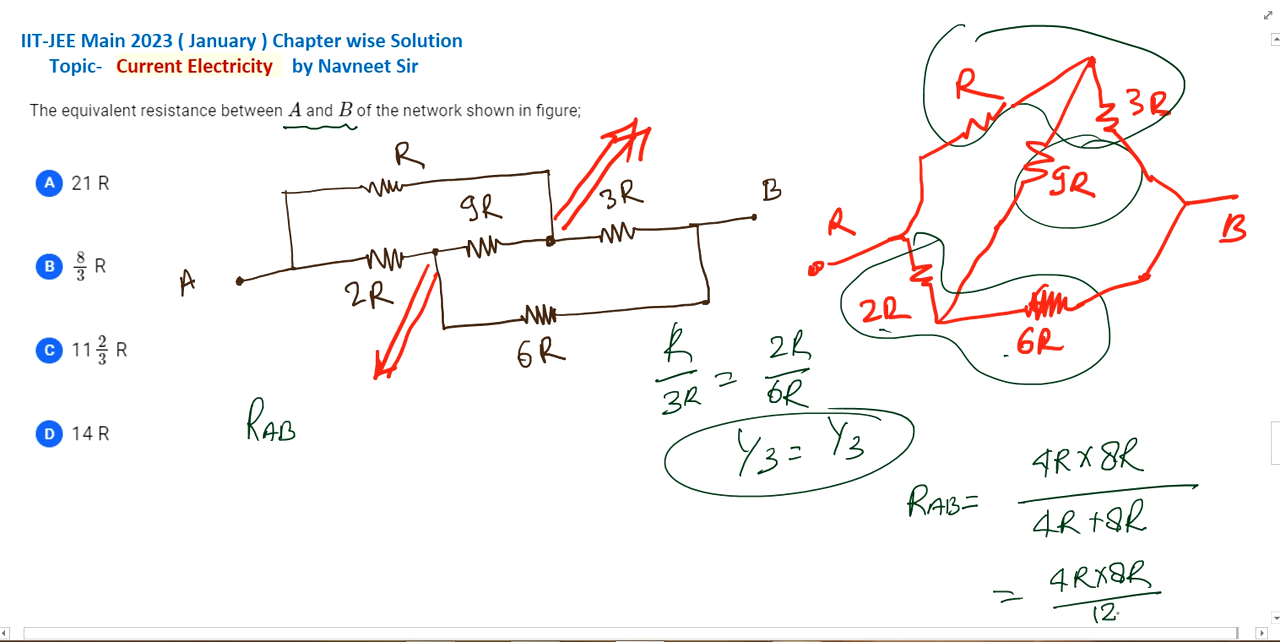 IIT-JEE Main 2023 ( January ) Chapter wise Solution
Topic- Current Electricity by Navneet Sir
The equivalent resistance between A and B of the network shown in figure;
A 21 R
B 8/3 R
C 11 2/3 R
D 14 R
R
9R
3R
B
A
2R
6R
R
3R
9R
R
B
2R
6R
R/3R = 2R/6R
1/3 = 1/3
RAB
RAB = 4R × 8R / 4R + 8R
= 4R×8R / 12